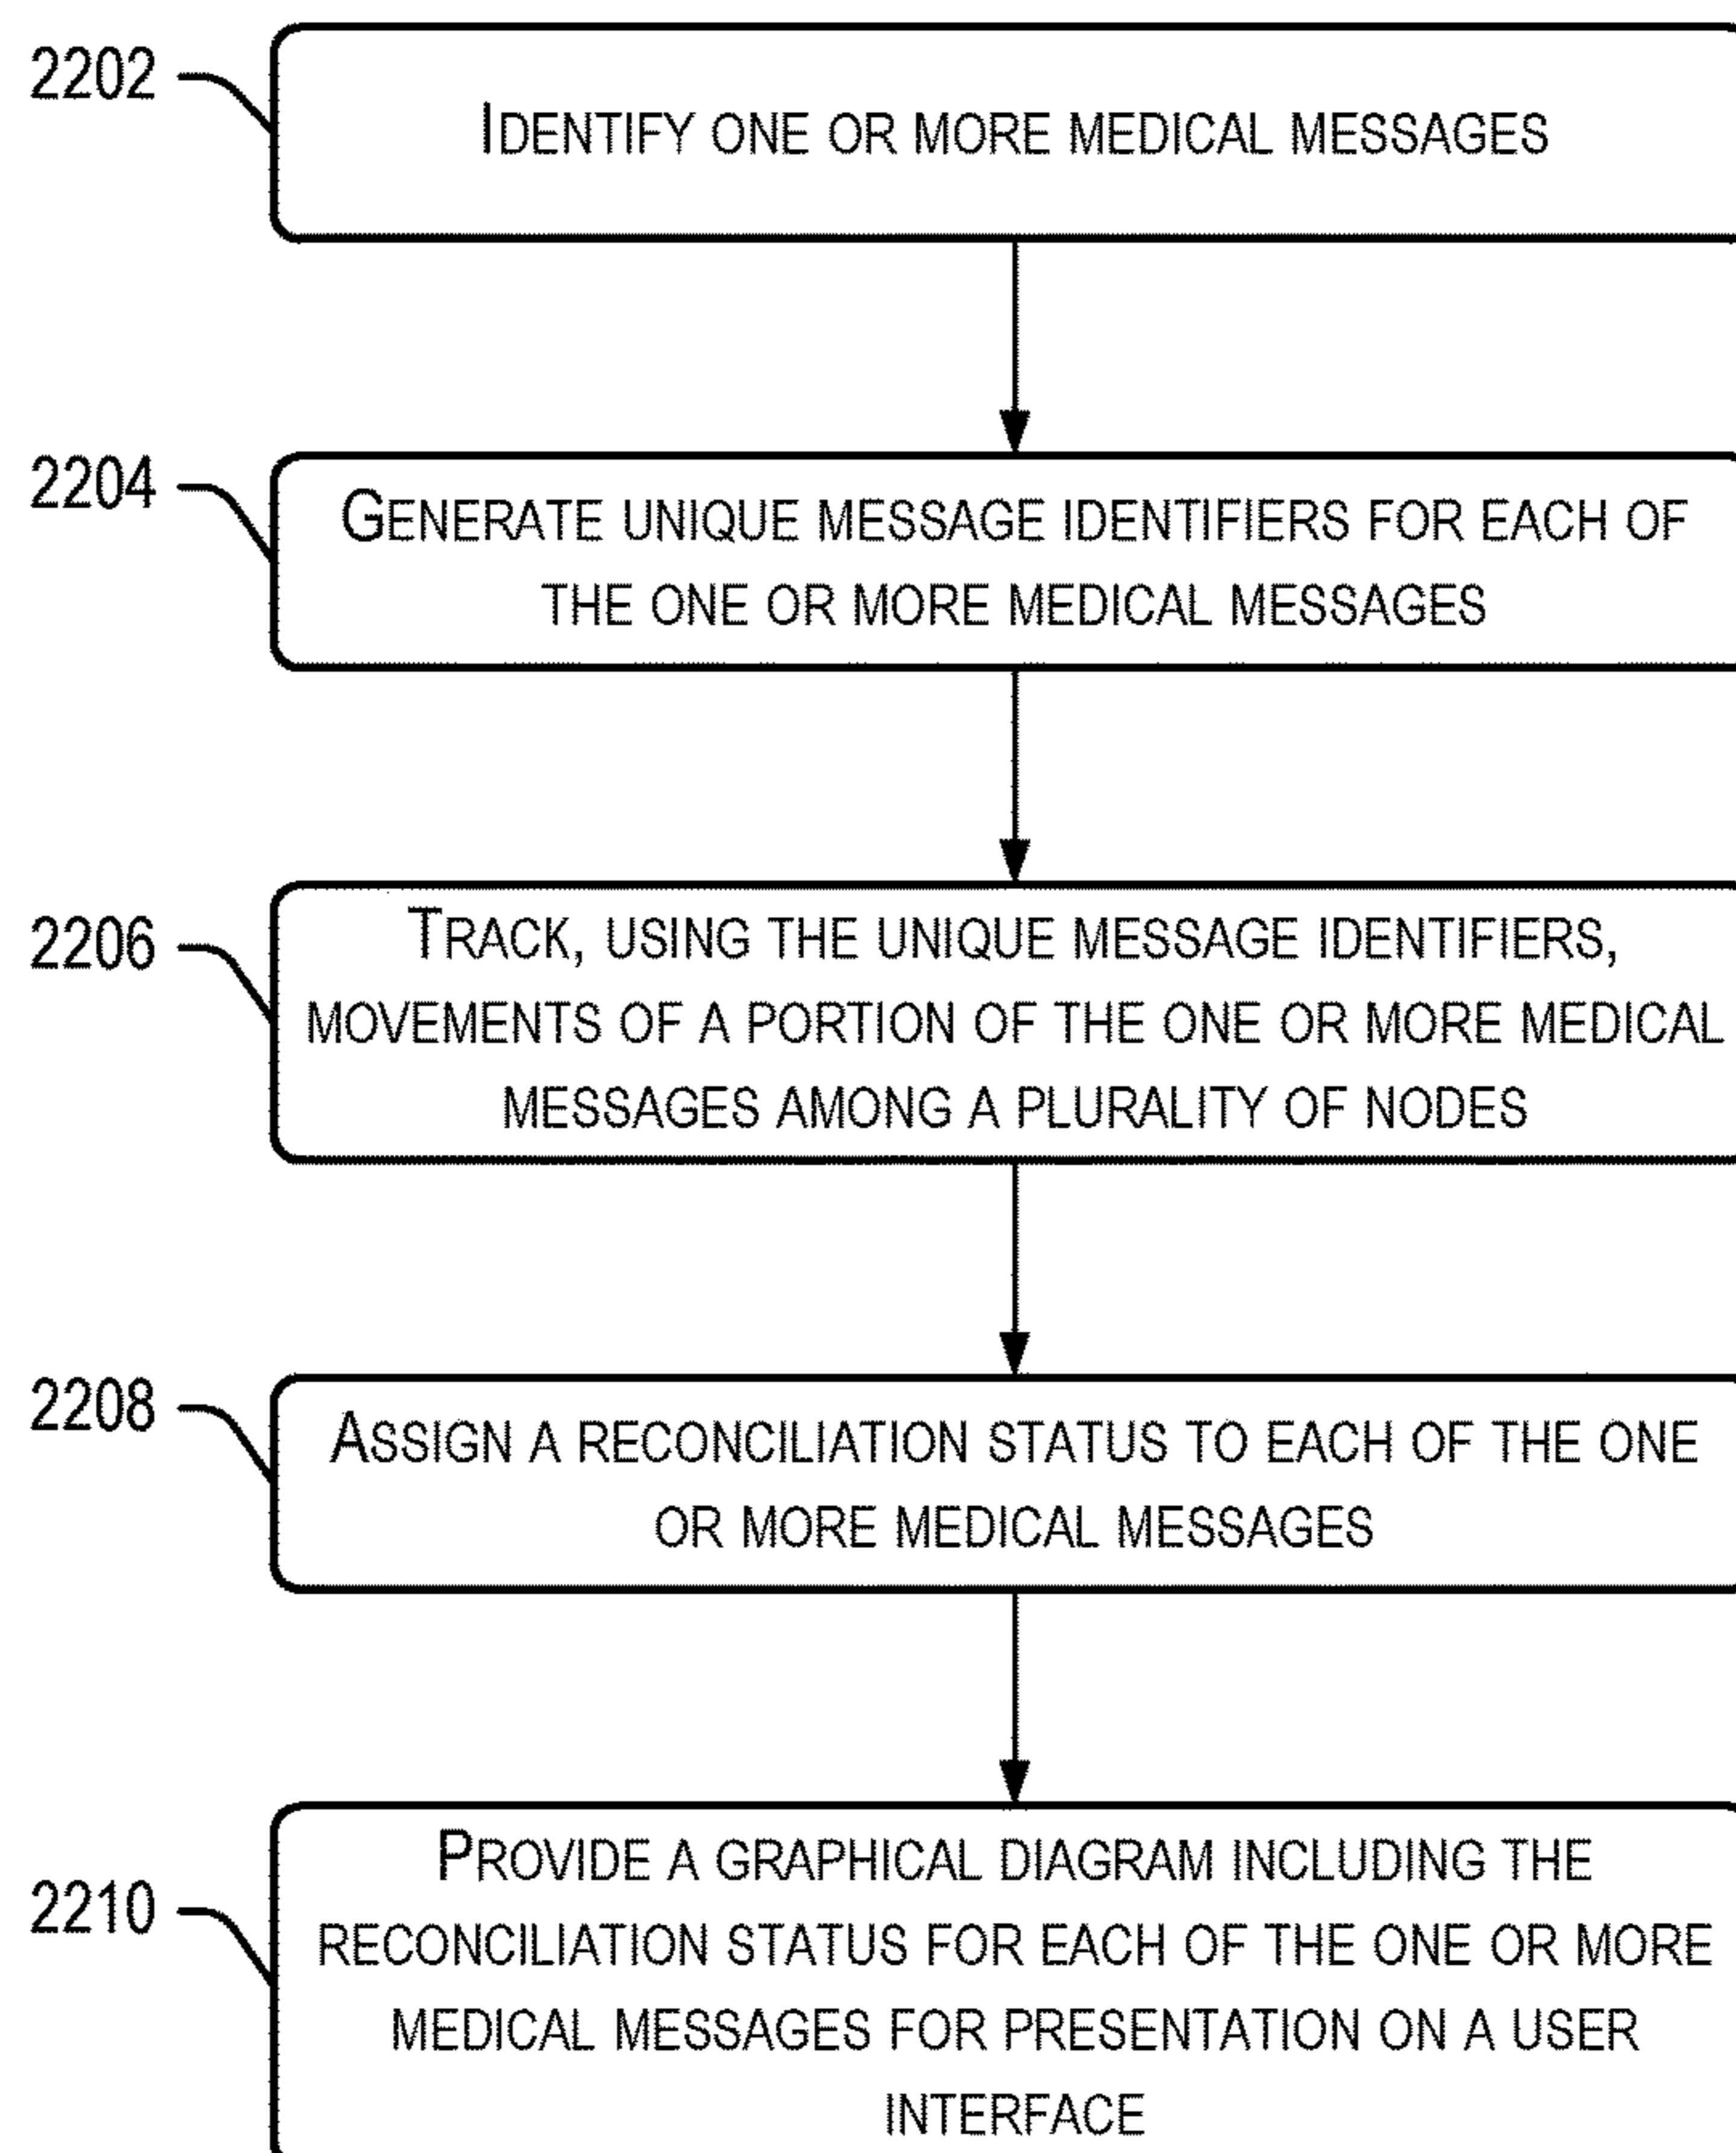 2202
IDENTIFY ONE OR MORE MEDICAL MESSAGES
2204
GENERATE UNIQUE MESSAGE IDENTIFIERS FOR EACH OF
THE ONE OR MORE MEDICAL MESSAGES
2206
TRACK, USING THE UNIQUE MESSAGE IDENTIFIERS,
MOVEMENTS OF A PORTION OF THE ONE OR MORE MEDICAL
MESSAGES AMONG A PLURALITY OF NODES
2208
ASSIGN A RECONCILIATION STATUS TO EACH OF THE ONE
OR MORE MEDICAL MESSAGES
2210
PROVIDE A GRAPHICAL DIAGRAM INCLUDING THE
RECONCILIATION STATUS FOR EACH OF THE ONE OR MORE
MEDICAL MESSAGES FOR PRESENTATION ON A USER
INTERFACE